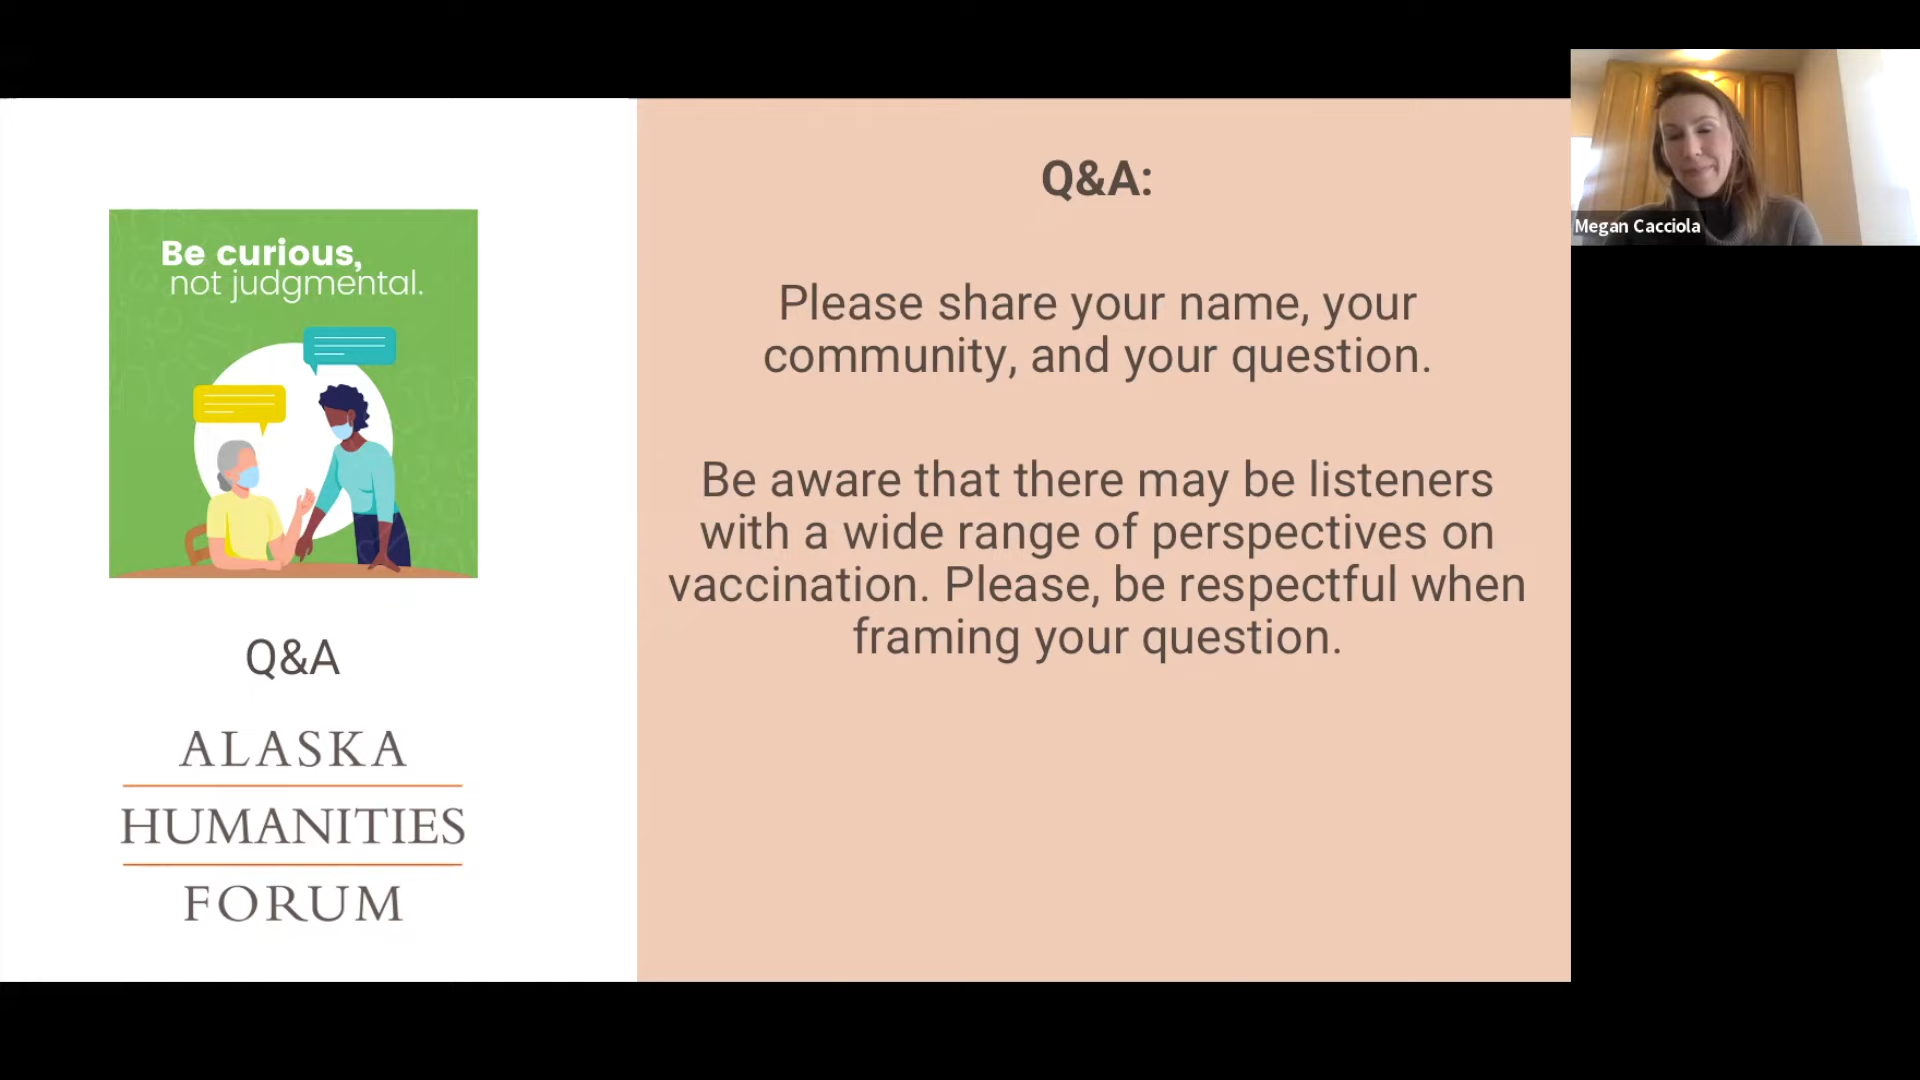 Be curious,
not judgmental.
Q&A
ALASKA
HUMANITIES
FORUM
Q&A:
Please share your name, your
community, and your question.
Be aware that there may be listeners
with a wide range of perspectives on
vaccination. Please, be respectful when
framing your question.
Megan Cacciola